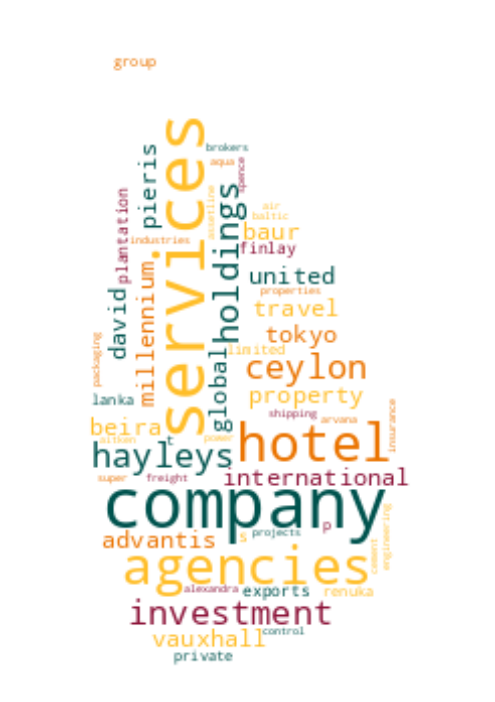 group
services
brokers
aqua
spence
pieris
holdings
assetline
plantation
air
baltic
baur
industries
finlay
united
millennium
david
properties
travel
tokyo
packaging
global
limited
ceylon
lanka
property
insurance
shipping
arvana
beira
t
power
aitken
hotel
hayleys
super
freight
international
company
p
s
projects
advantis
engineering
cement
agencies
alexandra
exports
renuka
investment
control
vauxhall
private